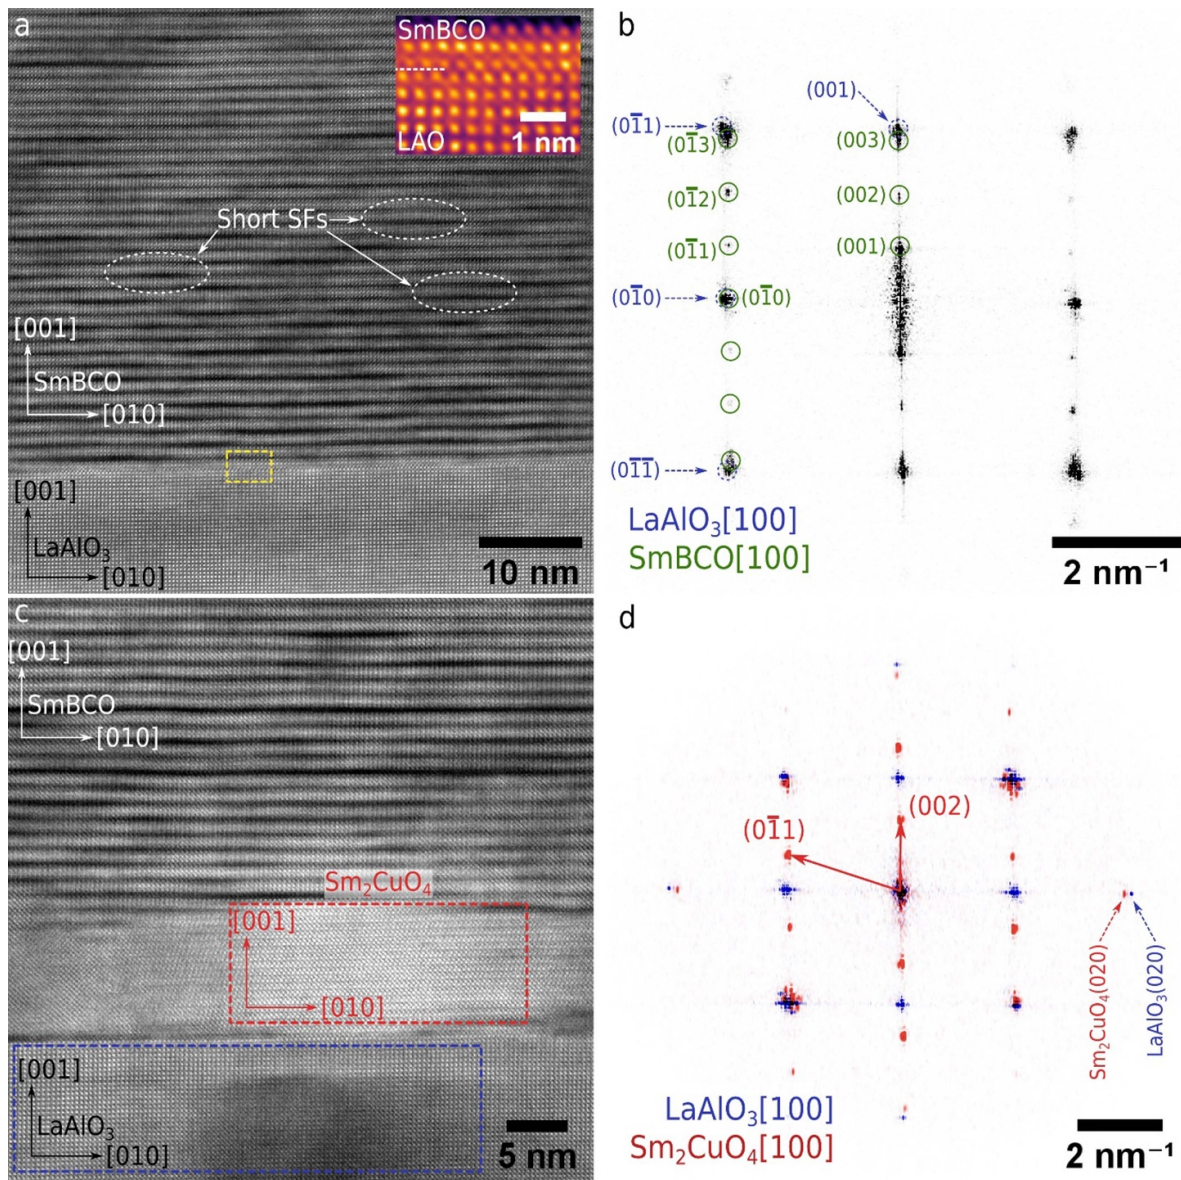 a
SmBCO
LAO
1 nm
Short SFs
[001]
SmBCO
[010]
[001]
LaAlO₃
[010]
10 nm
b
(001)
(01̅1)
(01̅3)
(003)
(01̅2)
(002)
(01̅1)
(001)
(01̅0)
(01̅0)
(01̅1̅)
LaAlO₃[100]
SmBCO[100]
2 nm⁻¹
c
[001]
SmBCO
[010]
Sm₂CuO₄
[001]
[010]
[001]
LaAlO₃
[010]
5 nm
d
(002)
(01̅1)
Sm₂CuO₄(020)
LaAlO₃(020)
LaAlO₃[100]
Sm₂CuO₄[100]
2 nm⁻¹